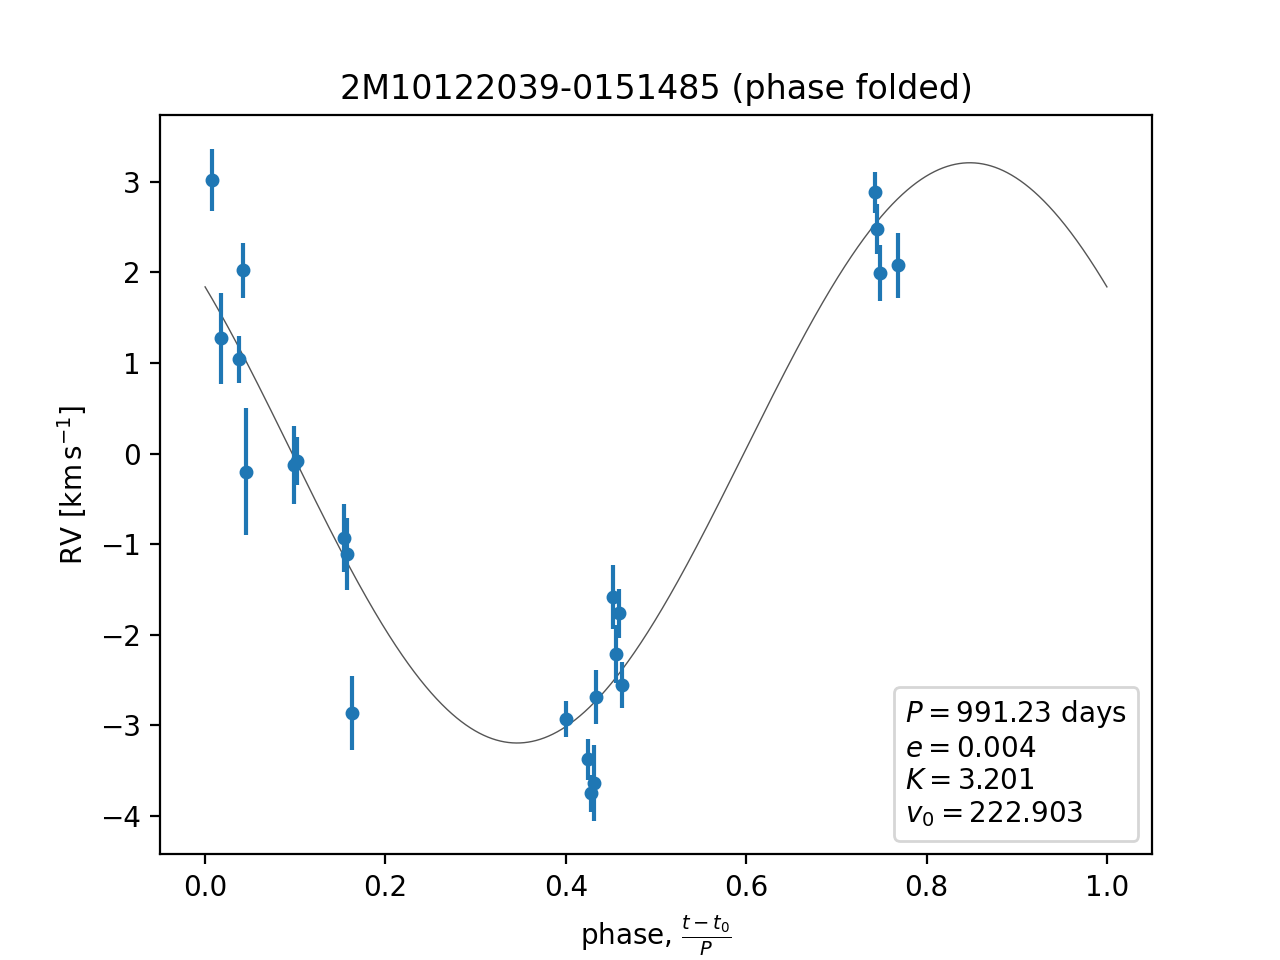 2M10122039-0151485 (phase folded)
RV [km s⁻¹]
3
2
1
0
−1
−2
−3
−4
P = 991.23 days
e = 0.004
K = 3.201
v₀ = 222.903
0.0 0.2 0.4 0.6 0.8 1.0
phase, (t − t₀)/P